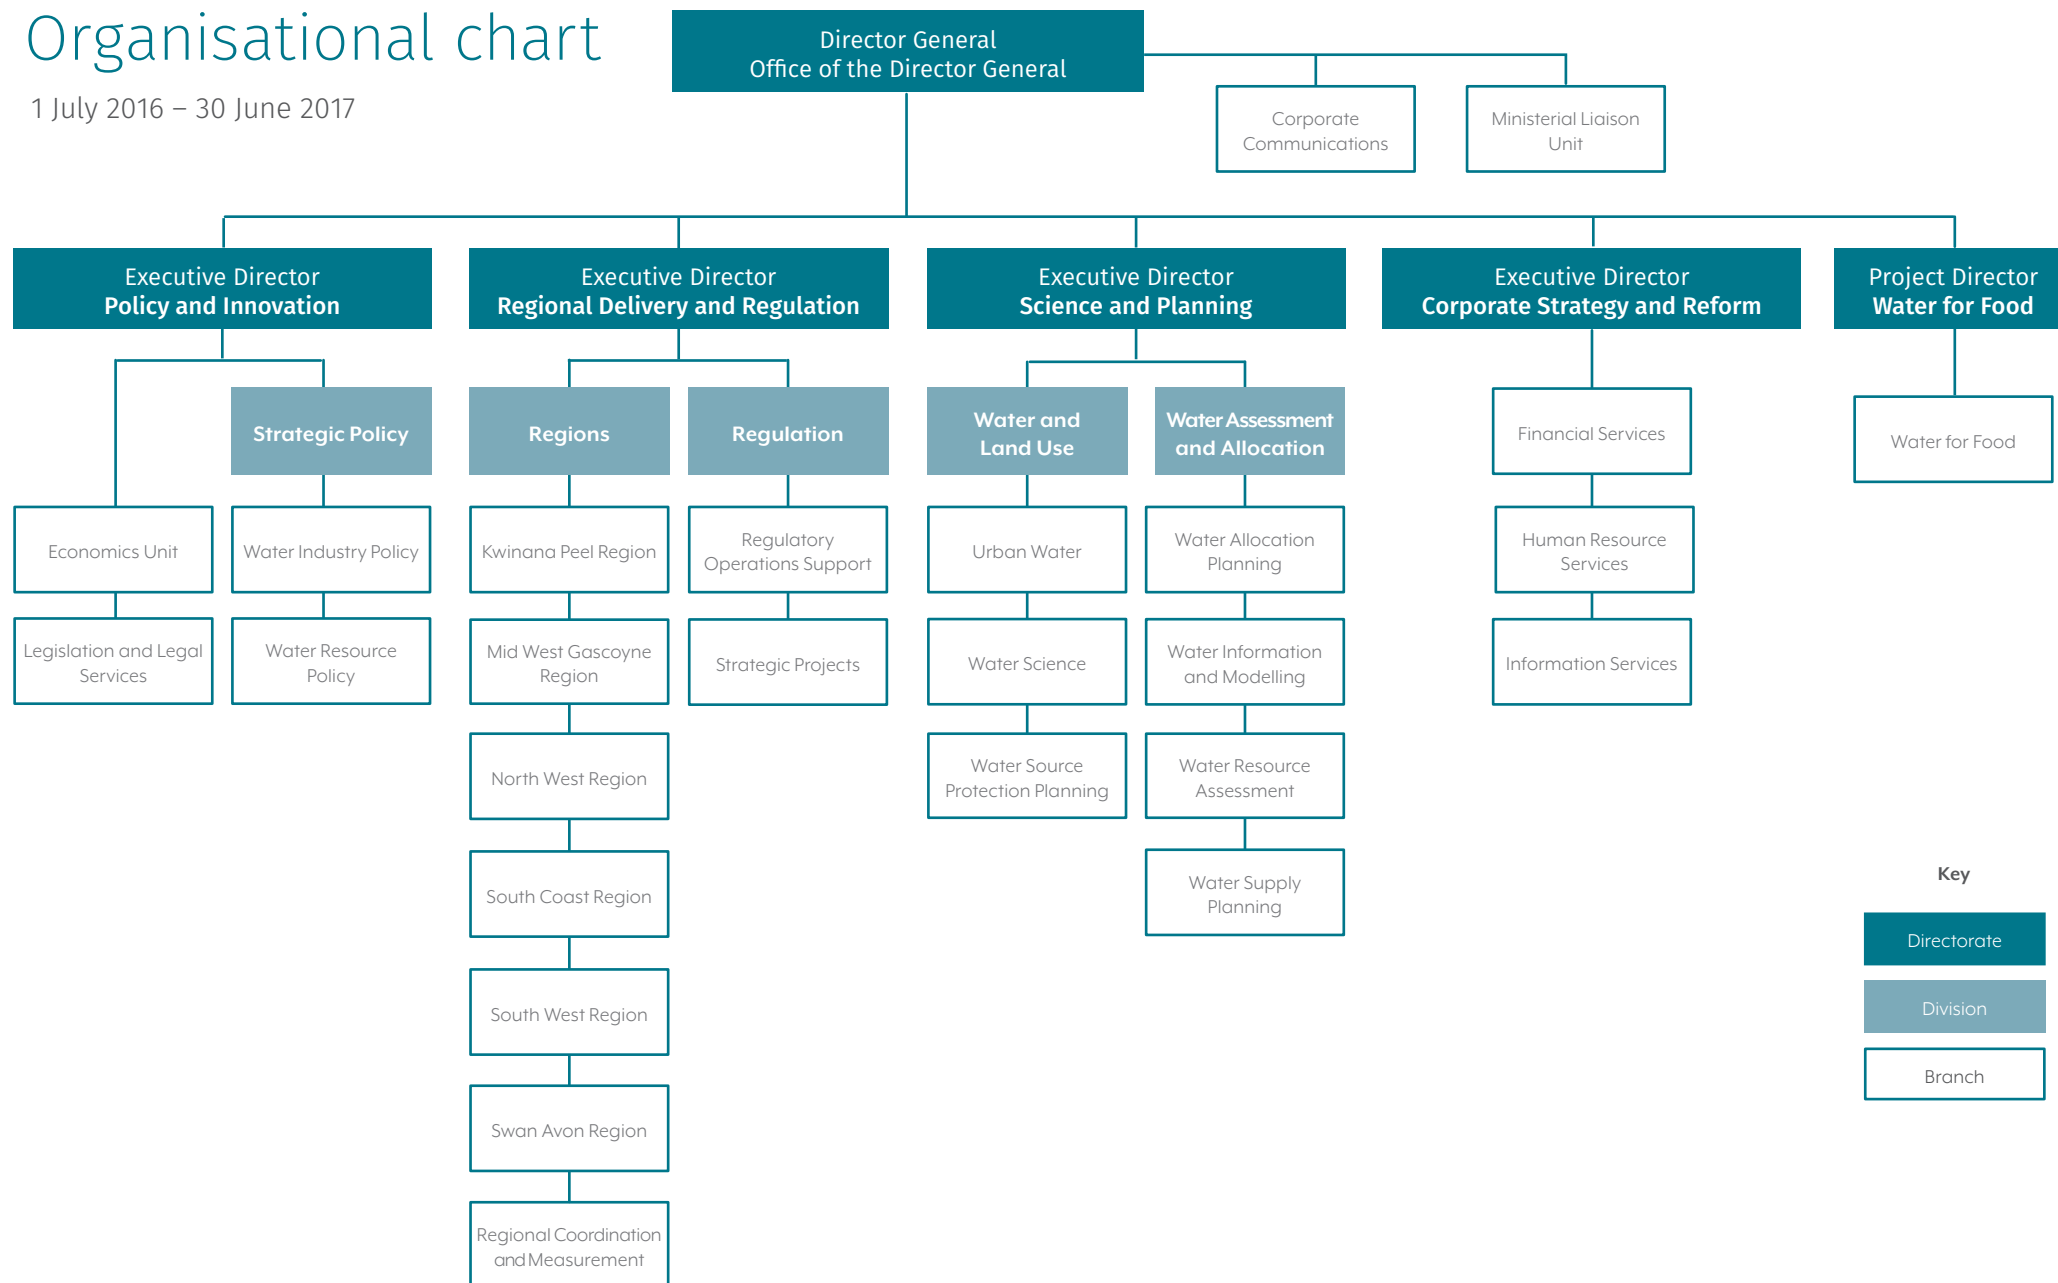 Organisational chart
1 July 2016 – 30 June 2017
Director General
Office of the Director General
Corporate
Communications
Ministerial Liaison
Unit
Executive Director
Policy and Innovation
Executive Director
Regional Delivery and Regulation
Executive Director
Science and Planning
Executive Director
Corporate Strategy and Reform
Project Director
Water for Food
Strategic Policy
Regions
Regulation
Water and
Land Use
Water Assessment
and Allocation
Financial Services
Water for Food
Economics Unit
Water Industry Policy
Kwinana Peel Region
Regulatory
Operations Support
Urban Water
Water Allocation
Planning
Human Resource
Services
Legislation and Legal
Services
Water Resource
Policy
Mid West Gascoyne
Region
Strategic Projects
Water Science
Water Information
and Modelling
Information Services
North West Region
Water Source
Protection Planning
Water Resource
Assessment
South Coast Region
Water Supply
Planning
South West Region
Swan Avon Region
Regional Coordination
and Measurement
Key
Directorate
Division
Branch